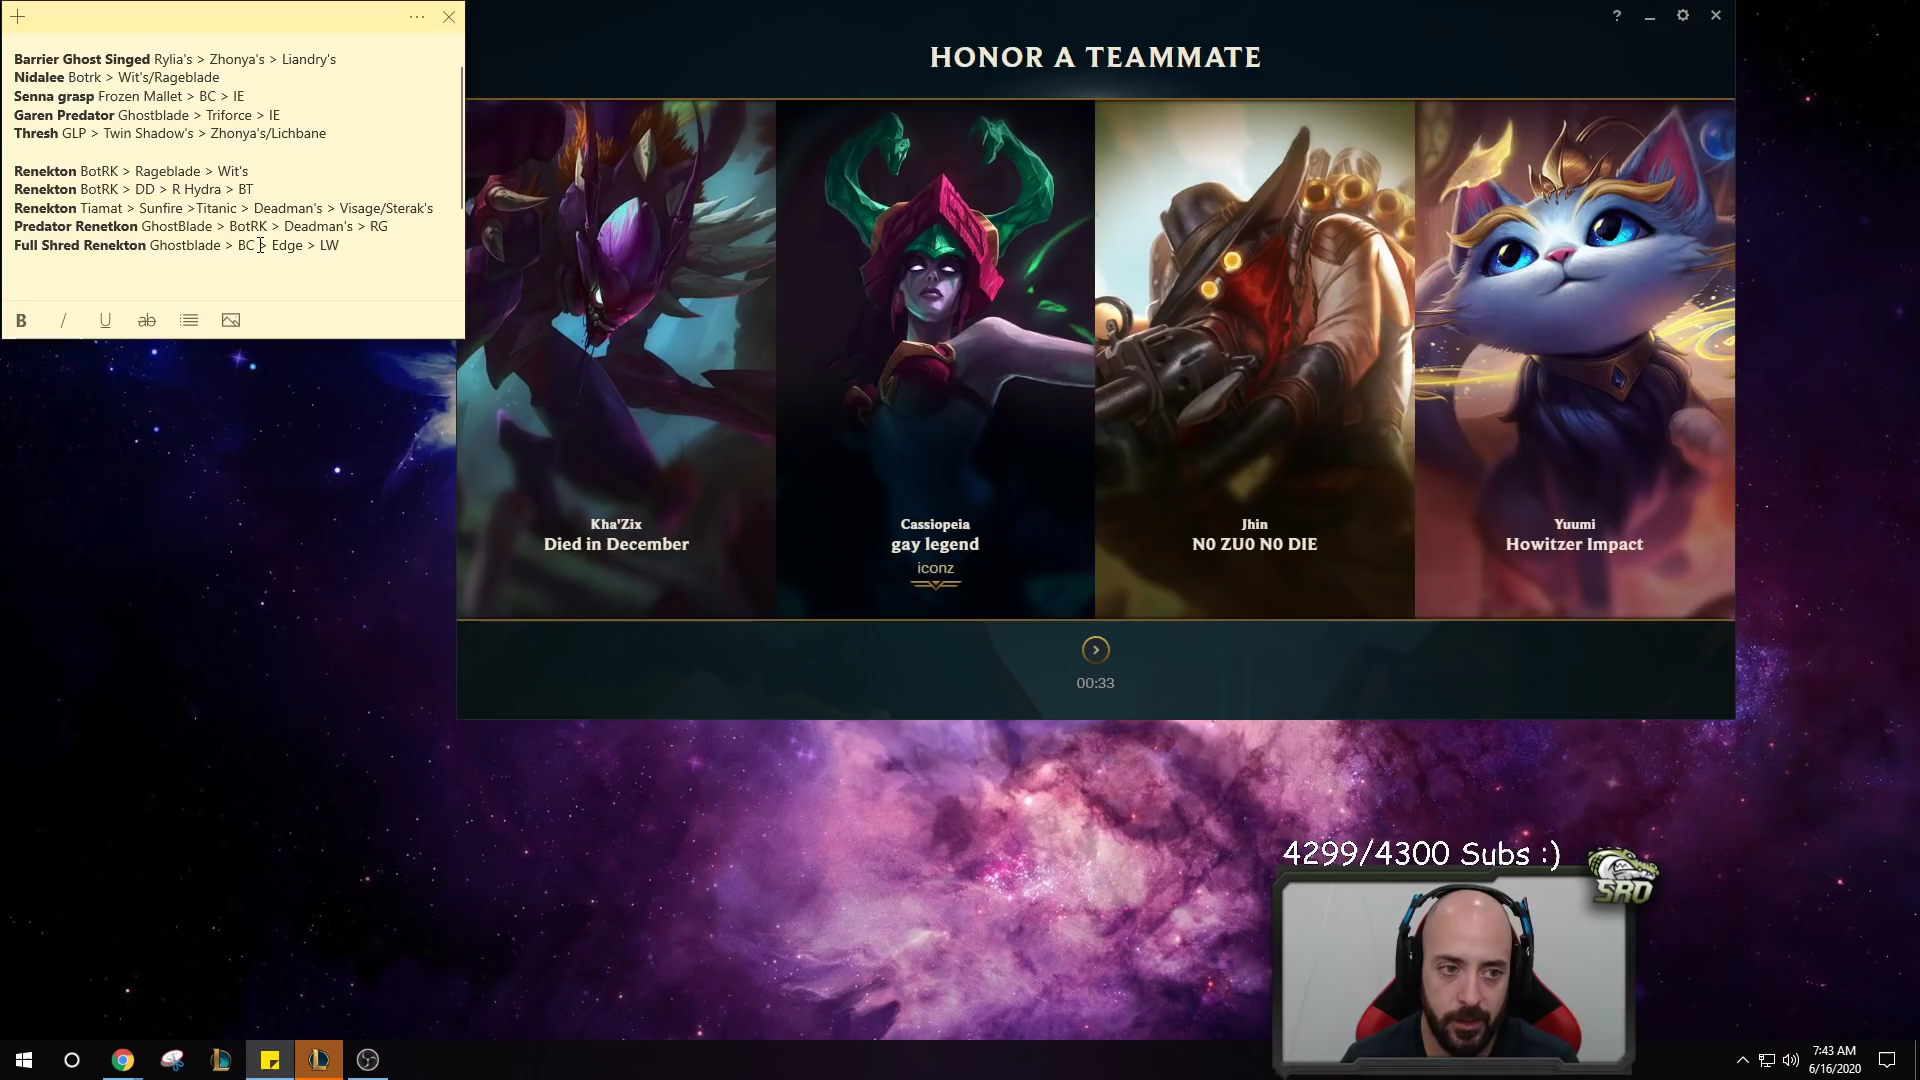 Barrier Ghost Singed Rylia's > Zhonya's > Liandry's
Nidalee Botrk > Wit's/Rageblade
Senna grasp Frozen Mallet > BC > IE
Garen Predator Ghostblade > Triforce > IE
Thresh GLP > Twin Shadow's > Zhonya's/Lichbane
Renekton BotRK > Rageblade > Wit's
Renekton BotRK > DD > R Hydra > BT
Renekton Tiamat > Sunfire >Titanic > Deadman's > Visage/Sterak's
Predator Renetkon GhostBlade > BotRK > Deadman's > RG
Full Shred Renekton Ghostblade > BC > Edge > LW
B / U ab
?
HONOR A TEAMMATE
Kha'Zix
Died in December
Cassiopeia
gay legend
iconz
Jhin
N0 ZU0 N0 DIE
Yuumi
Howitzer Impact
00:33
4299/4300 Subs :)
SRO
7:43 AM
6/16/2020